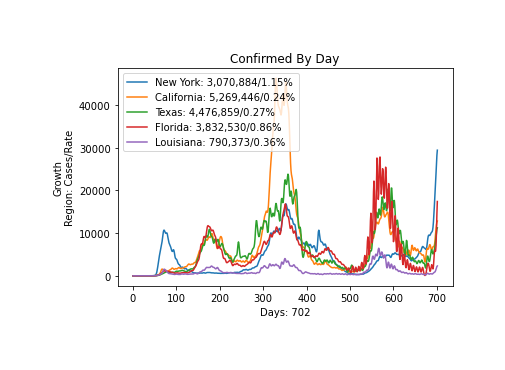 Confirmed By Day
New York: 3,070,884/1.15%
California: 5,269,446/0.24%
Texas: 4,476,859/0.27%
Florida: 3,832,530/0.86%
Louisiana: 790,373/0.36%
Growth
Region: Cases/Rate
40000
30000
20000
10000
0
0 100 200 300 400 500 600 700
Days: 702